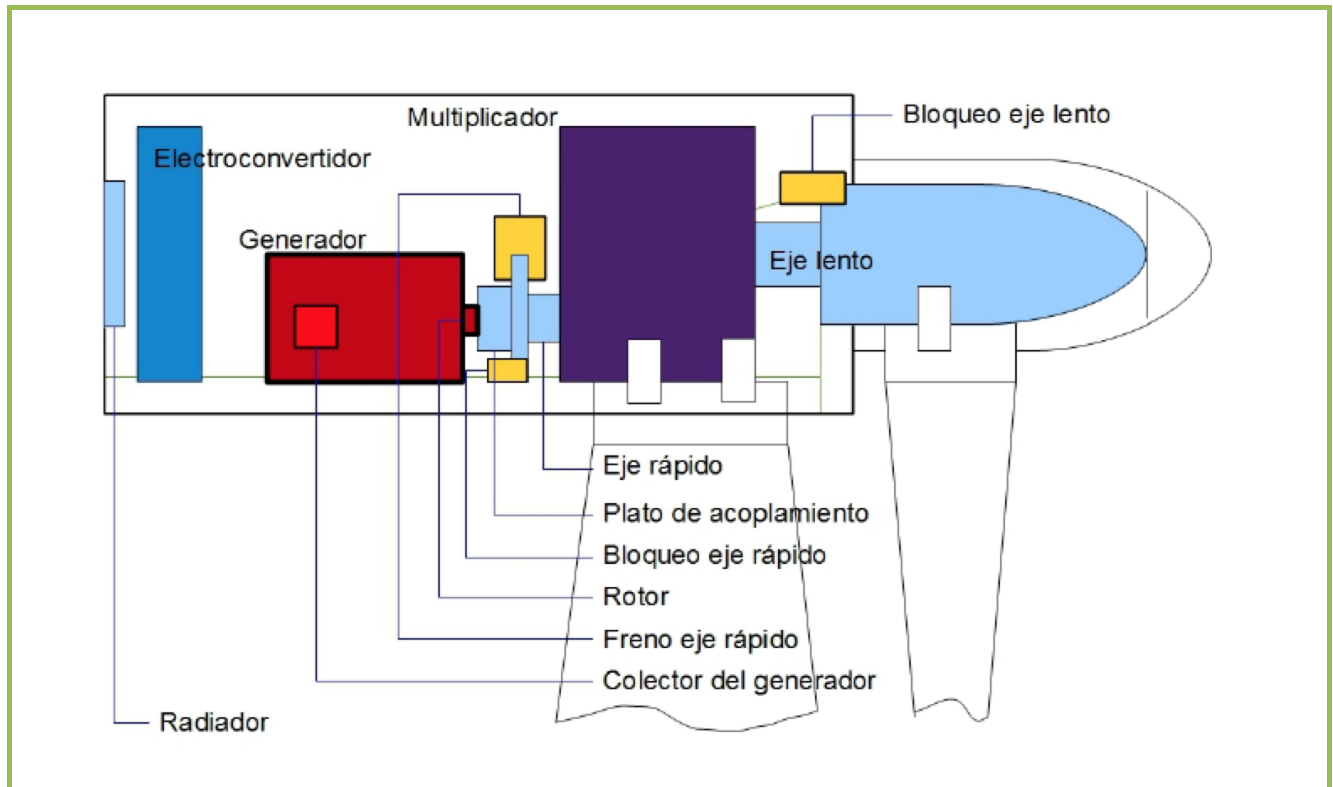 Multiplicador
Bloqueo eje lento
Electroconvertidor
Generador
Eje lento
Eje rápido
Plato de acoplamiento
Bloqueo eje rápido
Rotor
Freno eje rápido
Colector del generador
Radiador